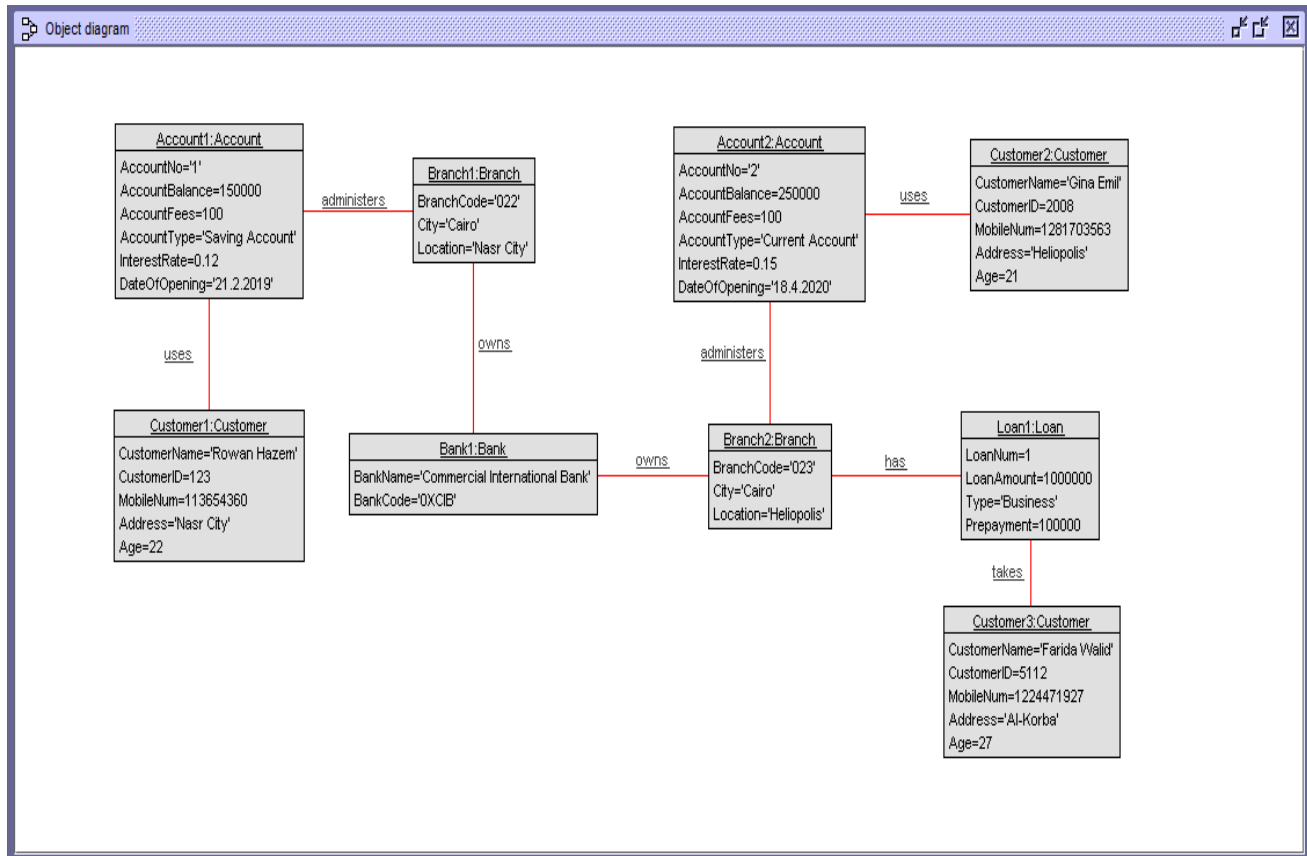 Object diagram
Account1:Account
AccountNo='1'
AccountBalance=150000
AccountFees=100
AccountType='Saving Account'
InterestRate=0.12
DateOfOpening='21.2.2019'
administers
Branch1:Branch
BranchCode='022'
City='Cairo'
Location='Nasr City'
Account2:Account
AccountNo='2'
AccountBalance=250000
AccountFees=100
AccountType='Current Account'
InterestRate=0.15
DateOfOpening='18.4.2020'
uses
Customer2:Customer
CustomerName='Gina Emil'
CustomerID=2008
MobileNum=1281703563
Address='Heliopolis'
Age=21
uses
owns
administers
Customer1:Customer
CustomerName='Rowan Hazem'
CustomerID=123
MobileNum=113654360
Address='Nasr City'
Age=22
Bank1:Bank
BankName='Commercial International Bank'
BankCode='0XCIB'
owns
Branch2:Branch
BranchCode='023'
City='Cairo'
Location='Heliopolis'
has
Loan1:Loan
LoanNum=1
LoanAmount=1000000
Type='Business'
Prepayment=100000
takes
Customer3:Customer
CustomerName='Farida Walid'
CustomerID=5112
MobileNum=1224471927
Address='Al-Korba'
Age=27